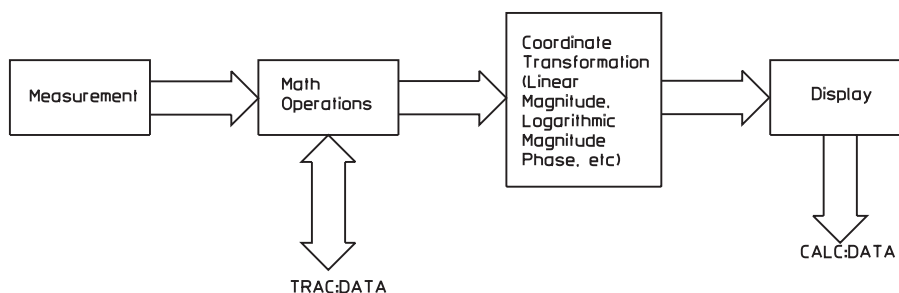 Measurement
Math
Operations
Coordinate
Transformation
(Linear
Magnitude,
Logarithmic
Magnitude
Phase, etc)
Display
TRAC:DATA
CALC:DATA